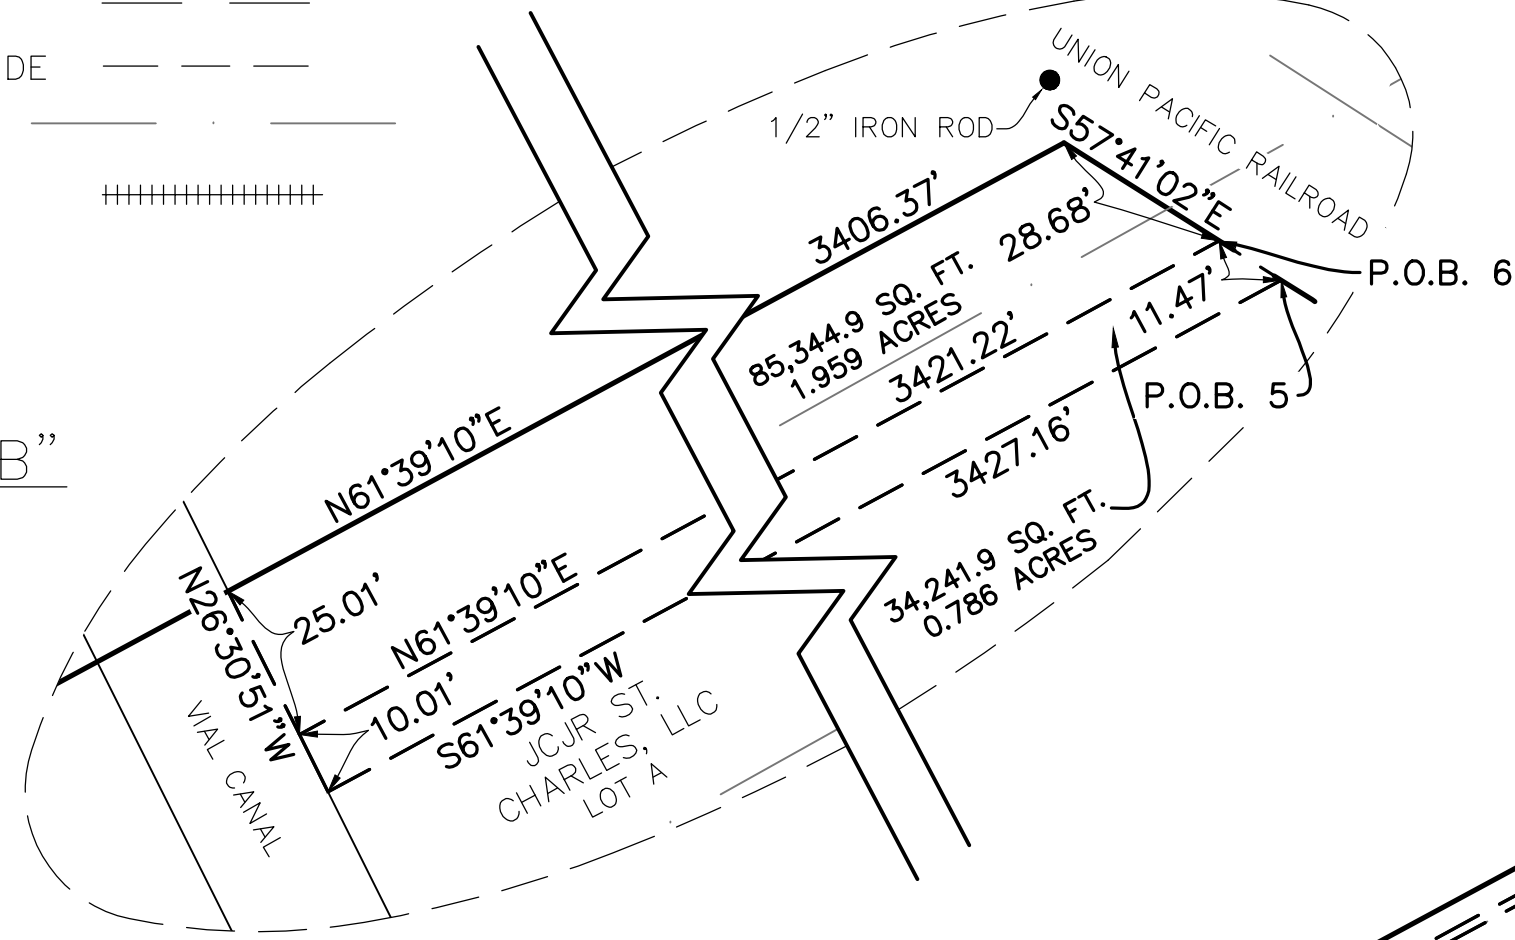 DE
B”
1/2” IRON ROD
UNION PACIFIC RAILROAD
S57°41’02”E
3406.37’
28.68’
P.O.B. 6
85,344.9 SQ. FT.
1.959 ACRES
11.47’
3421.22’
P.O.B. 5
3427.16’
N61°39’10”E
34,241.9 SQ. FT.
0.786 ACRES
25.01’
N26°30’51”W
N61°39’10”E
10.01’
S61°39’10”W
VIAL CANAL
JCJR ST.
CHARLES, LLC
LOT A